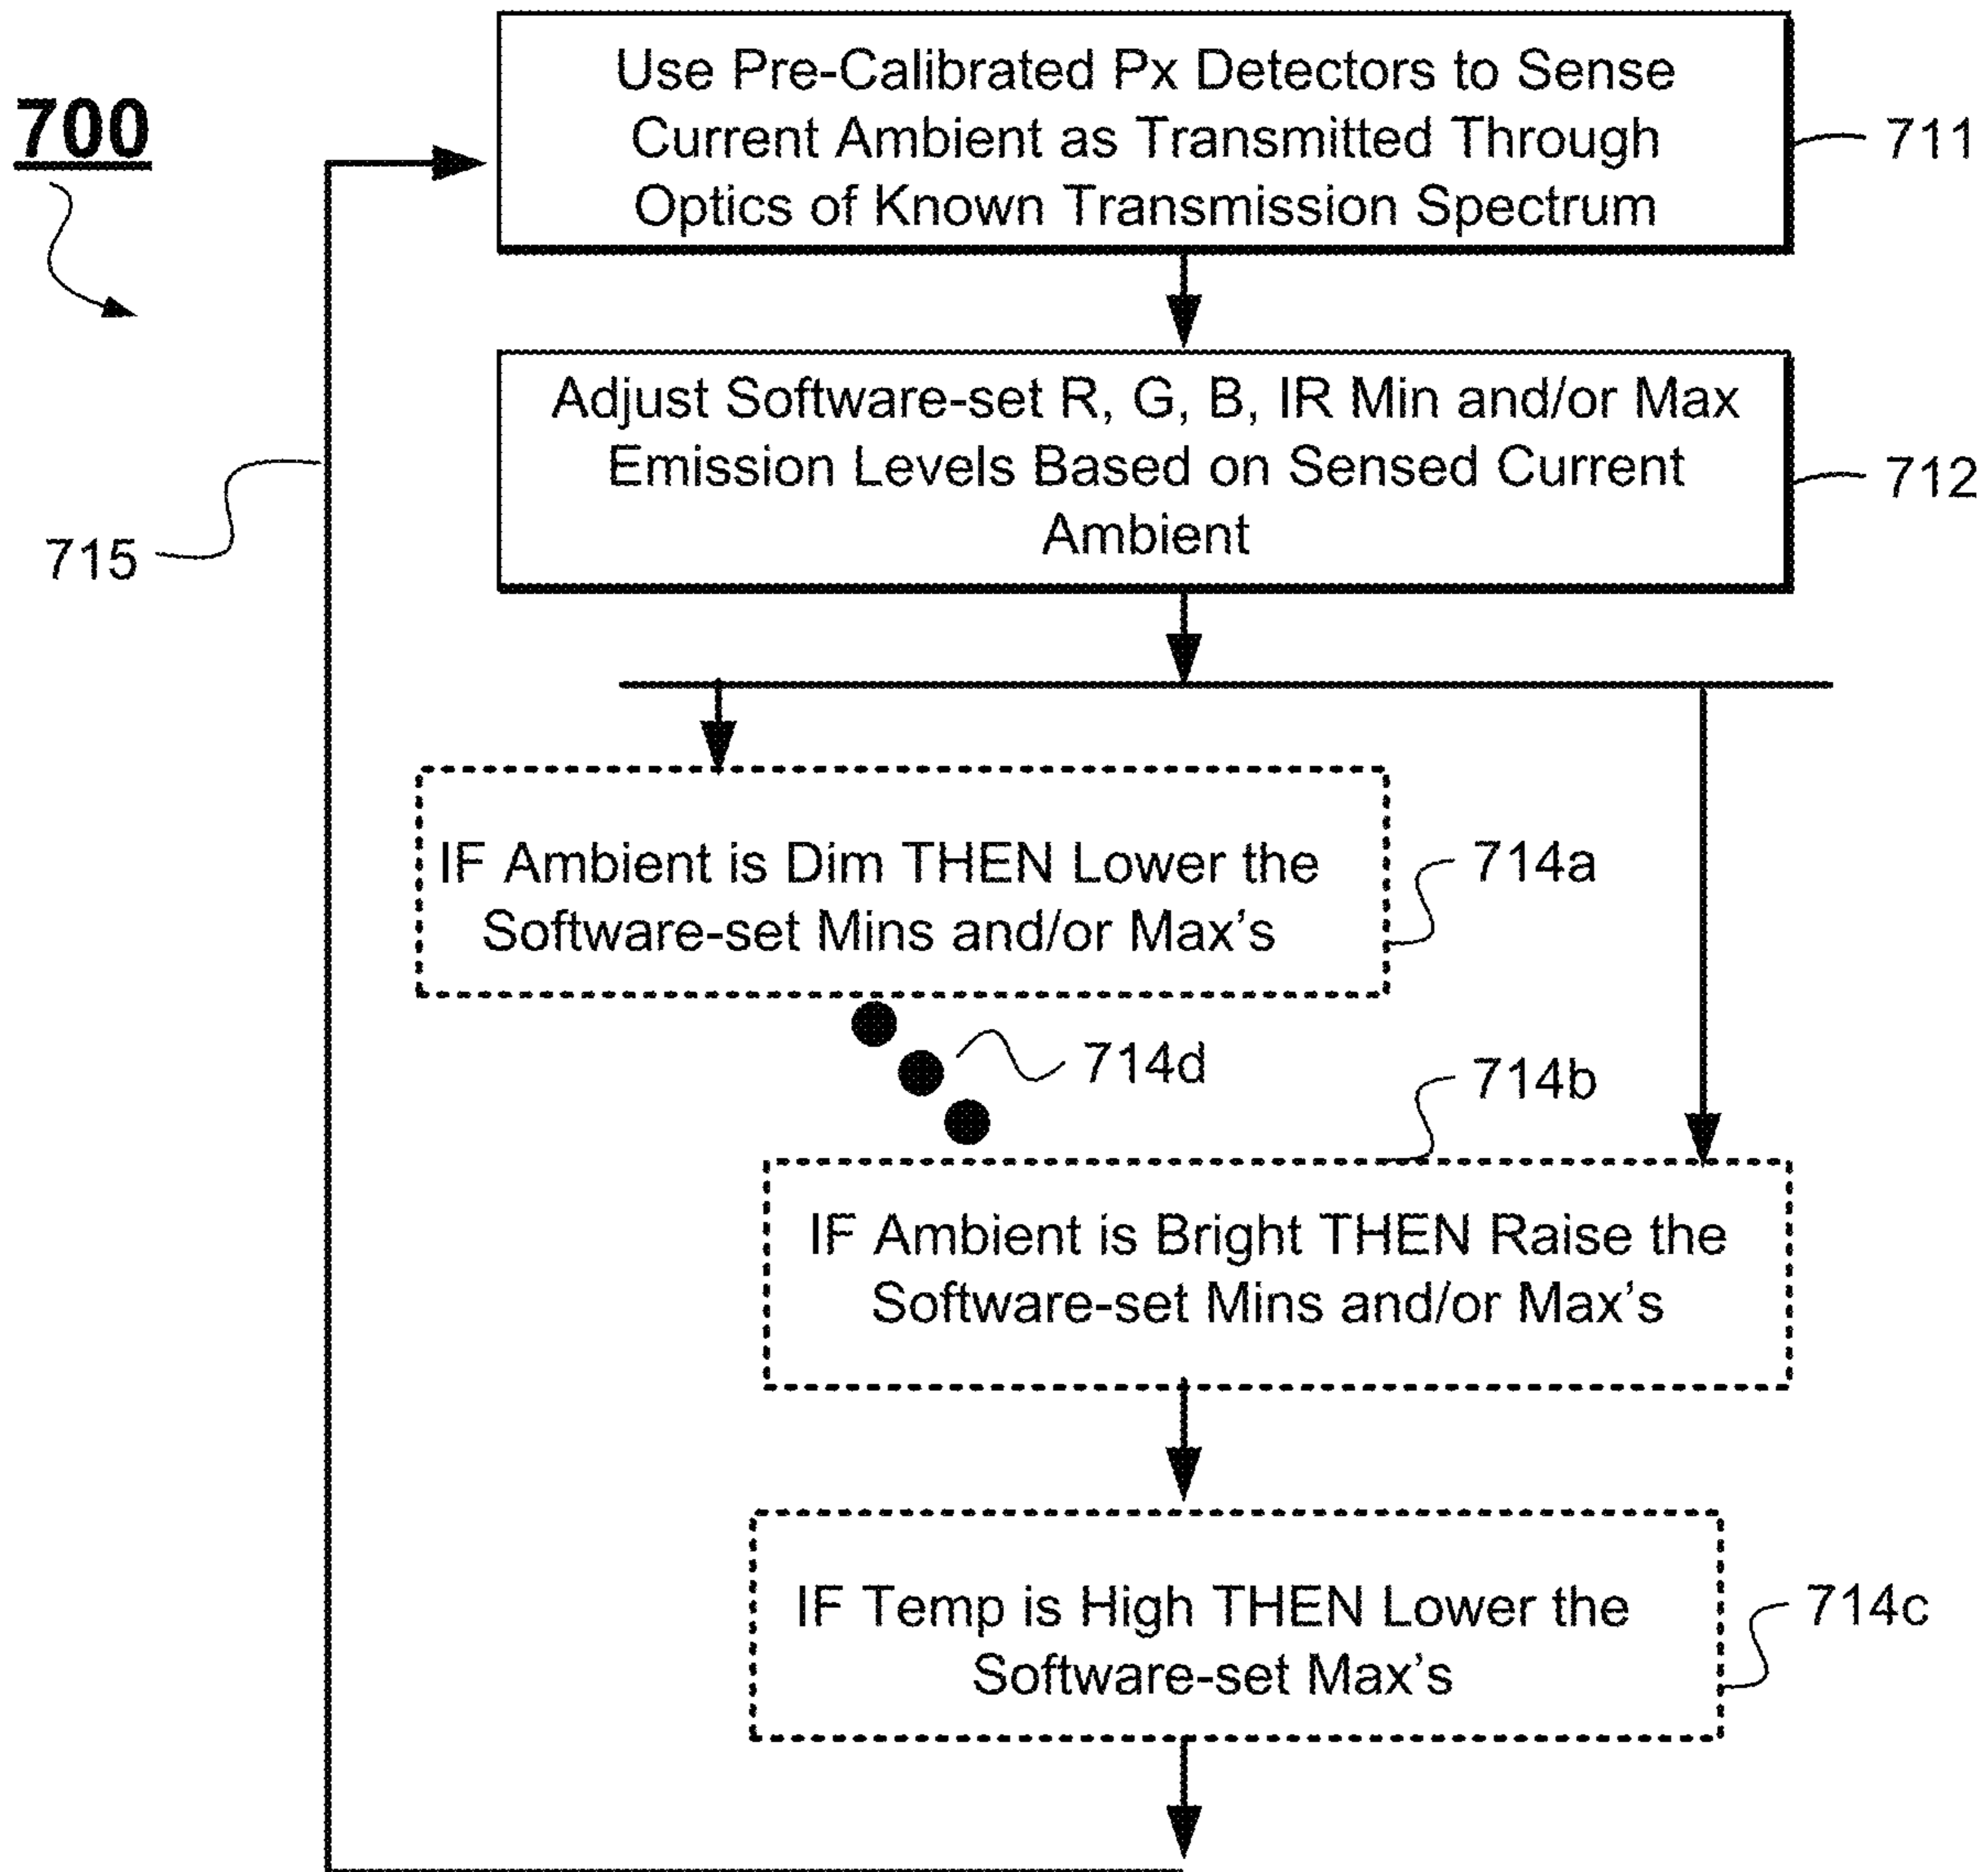 700
Use Pre-Calibrated Px Detectors to Sense
Current Ambient as Transmitted Through
Optics of Known Transmission Spectrum
711
Adjust Software-set R, G, B, IR Min and/or Max
Emission Levels Based on Sensed Current
Ambient
712
715
IF Ambient is Dim THEN Lower the
Software-set Mins and/or Max's
714a
714d
714b
IF Ambient is Bright THEN Raise the
Software-set Mins and/or Max's
IF Temp is High THEN Lower the
Software-set Max's
714c